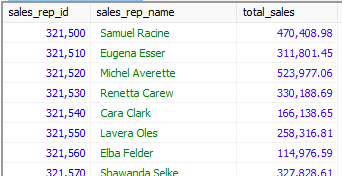 sales_rep_id sales_rep_name total_sales
321,500 Samuel Racine 470,408.98
321,510 Eugena Esser 311,801.45
321,520 Michel Averette 523,977.06
321,530 Renetta Carew 330,188.69
321,540 Cara Clark 166,138.65
321,550 Lavera Oles 258,316.81
321,560 Elba Felder 114,976.59
321,570 Shawanda Selke 327,828.61